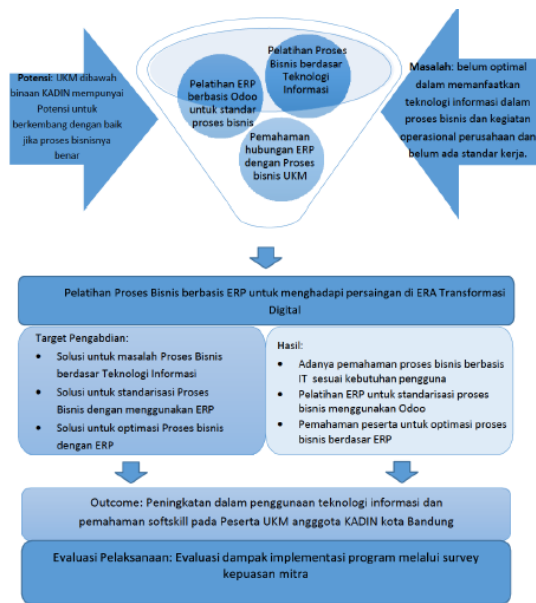 Potensi: UKM dibawah
binaan KADIN mempunyai
Potensi untuk
berkembang dengan baik
jika proses bisnisnya
benar
Pelatihan ERP
berbasis Odoo
untuk standar
proses bisnis
Pelatihan Proses
Bisnis berdasar
Teknologi
Informasi
Pemahaman
hubungan ERP
dengan Proses
bisnis UKM
Masalah: belum optimal
dalam memanfaatkan
teknologi informasi dalam
proses bisnis dan kegiatan
operasional perusahaan dan
belum ada standar kerja.
Pelatihan Proses Bisnis berbasis ERP untuk menghadapi persaingan di ERA Transformasi
Digital
Target Pengabdian:
• Solusi untuk masalah Proses Bisnis
berdasar Teknologi Informasi
• Solusi untuk standarisasi Proses
Bisnis dengan menggunakan ERP
• Solusi untuk optimasi Proses bisnis
dengan ERP
Hasil:
• Adanya pemahaman proses bisnis berbasis
IT sesuai kebutuhan pengguna
• Pelatihan ERP untuk standarisasi proses
bisnis menggunakan Odoo
• Pemahaman peserta untuk optimasi proses
bisnis berdasar ERP
Outcome: Peningkatan dalam penggunaan teknologi informasi dan
pemahaman softskill pada Peserta UKM angggota KADIN kota Bandung
Evaluasi Pelaksanaan: Evaluasi dampak implementasi program melalui survey
kepuasan mitra